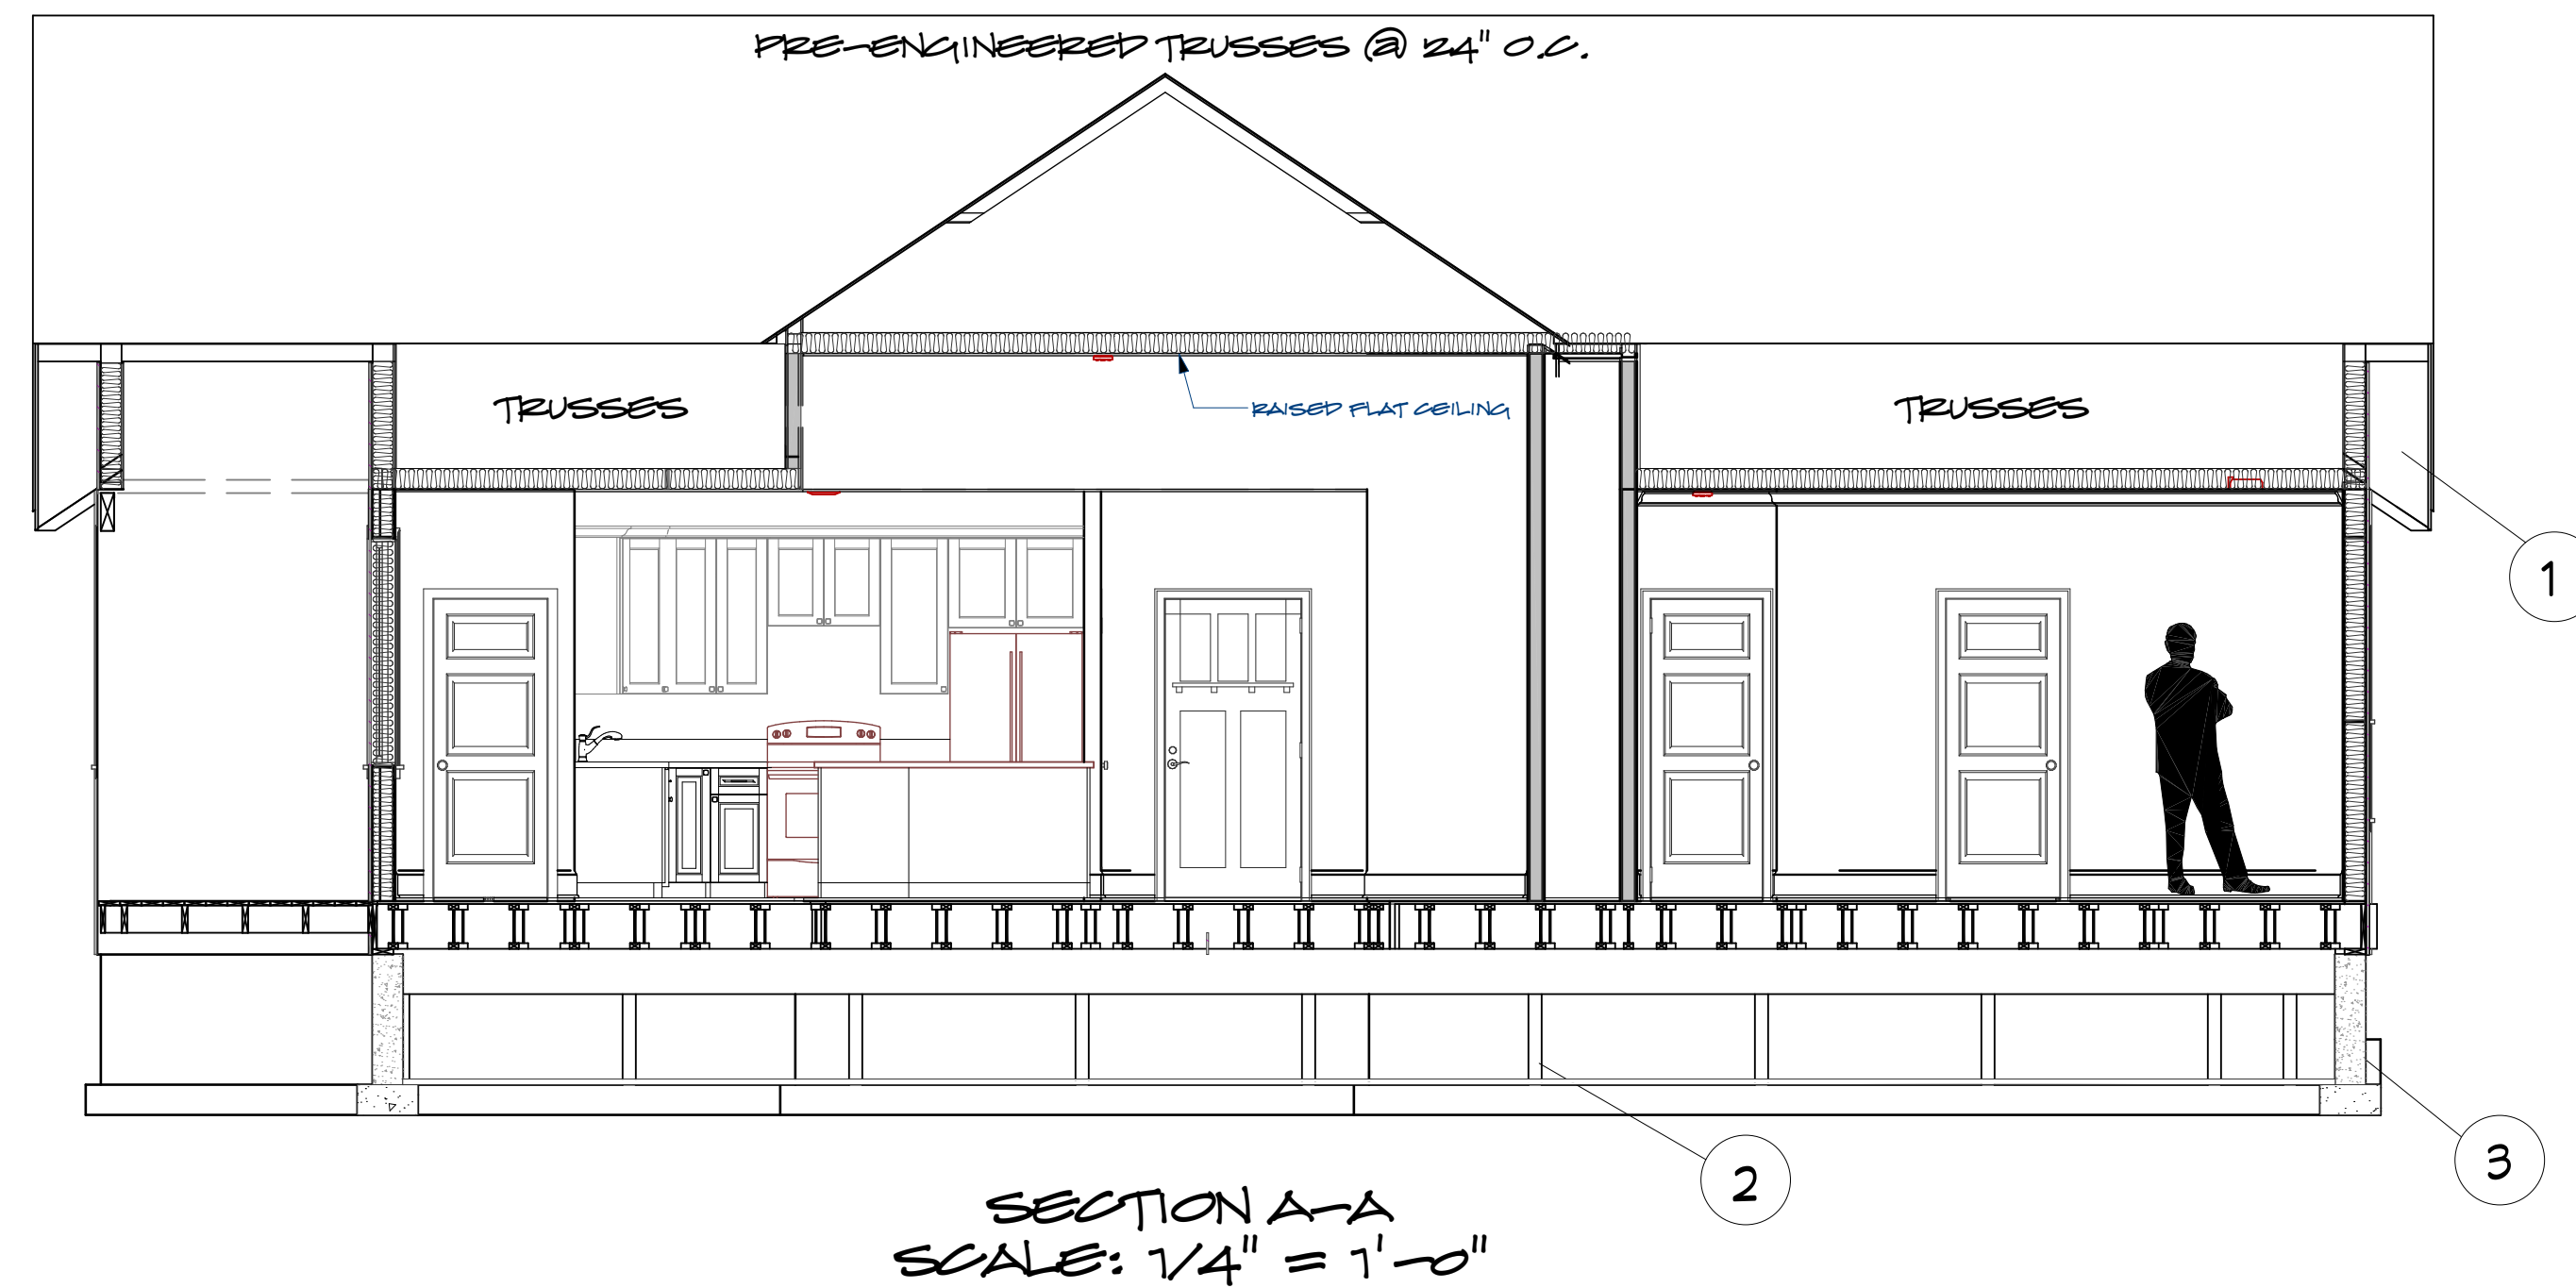 PRE-ENGINEERED TRUSSES @ 24" O.C.
TRUSSES
RAISED FLAT CEILING
TRUSSES
1
2
3
SECTION A-A
SCALE: 1/4" = 1'-0"